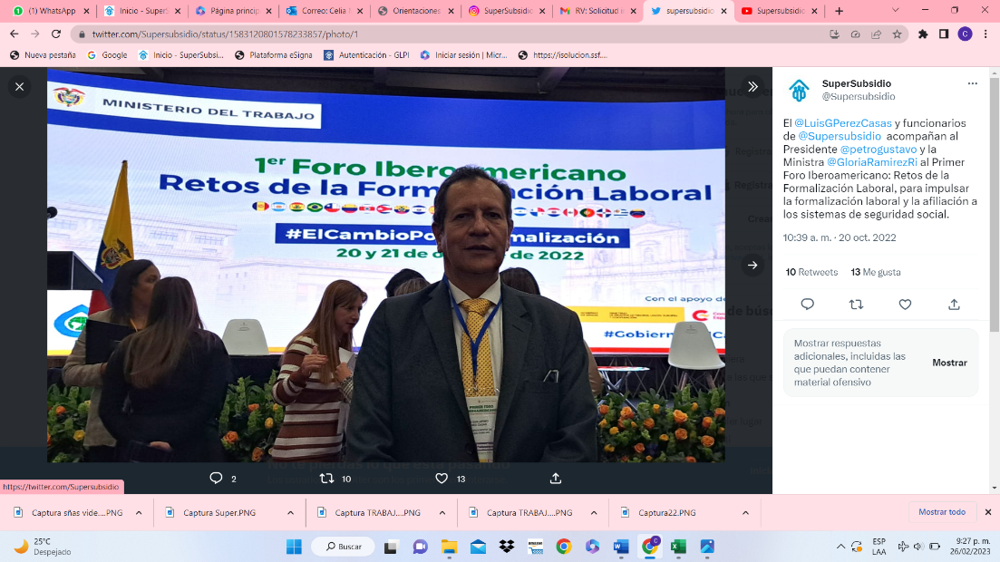 (1) WhatsApp
Inicio - SuperS
Página princip
Correo: Celia N
Orientaciones
SuperSubsidio
RV: Solicitud i
supersubsidio
Supersubsidio
twitter.com/Supersubsidio/status/1583120801578233857/photo/1
Nueva pestaña
Google
Inicio - SuperSubsi...
Plataforma eSigna
Autenticación - GLPI
Iniciar sesión | Micr...
https://isolucion.ssf....
MINISTERIO DEL TRABAJO
1er Foro Iberoamericano
Retos de la Formalización Laboral
#ElCambioPo
malización
20 y 21 de o
de 2022
Con el apoyo de
#Gobiern
SuperSubsidio
@Supersubsidio
El @LuisGPerezCasas y funcionarios
de @Supersubsidio acompañan al
Presidente @petrogustavo y la
Ministra @GloriaRamirezRi al Primer
Foro Iberoamericano: Retos de la
Formalización Laboral, para impulsar
la formalización laboral y la afiliación a
los sistemas de seguridad social.
10:39 a. m. · 20 oct. 2022
10 Retweets 13 Me gusta
Mostrar respuestas
adicionales, incluidas las
que puedan contener
material ofensivo
Mostrar
2
10
13
https://twitter.com/Supersubsidio
Captura sñas vide....PNG
Captura Super.PNG
Captura TRABAJ....PNG
Captura TRABAJ....PNG
Captura22.PNG
Mostrar todo
25°C
Despejado
Buscar
ESP
LAA
9:27 p. m.
26/02/2023